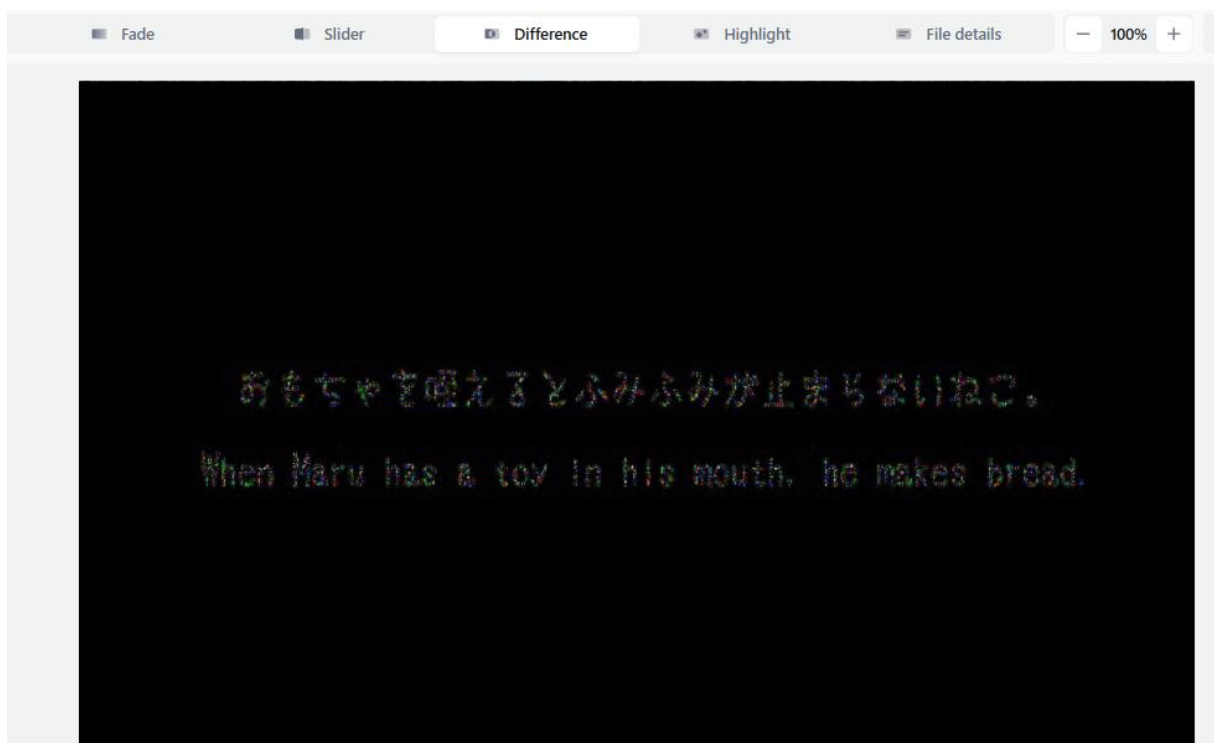 Fade Slider Difference Highlight File details − 100% +
おもちゃを咥えるとふみふみが止まらないねこ。
When Maru has a toy in his mouth, he makes bread.